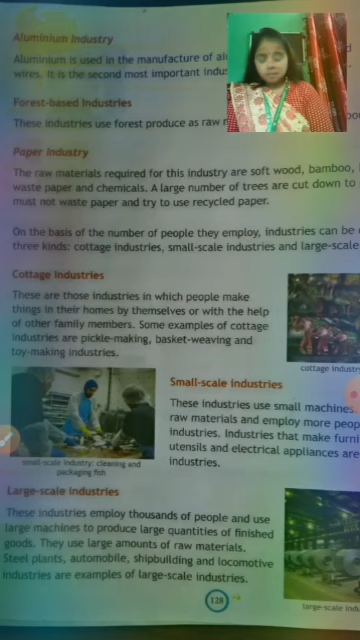 Aluminium Industry
Aluminium is used in the manufacture of
wires. It is the second most important
Forest-based Industries
These industries use forest produce as raw
Paper Industry
The raw materials required for this industry are soft wood, bamboo,
waste paper and chemicals. A large number of trees are cut down to
must not waste paper and try to use recycled paper.
On the basis of the number of people they employ, industries can be
three kinds: cottage industries, small-scale industries and large-scale
Cottage Industries
These are those industries in which people make
things in their homes by themselves or with the help
of other family members. Some examples of cottage
industries are pickle-making, basket-weaving and
toy-making industries.
cottage
small-scale industry: cleaning and
packaging fish
Small-scale Industries
These industries use small machines.
raw materials and employ more
industries. Industries that make
utensils and electrical appliances are
industries.
Large-scale Industries
These industries employ thousands of people and use
large machines to produce large quantities of finished
goods. They use large amounts of raw materials.
Steel plants, automobile, shipbuilding and locomotive
industries are examples of large-scale industries.
128
large-scale